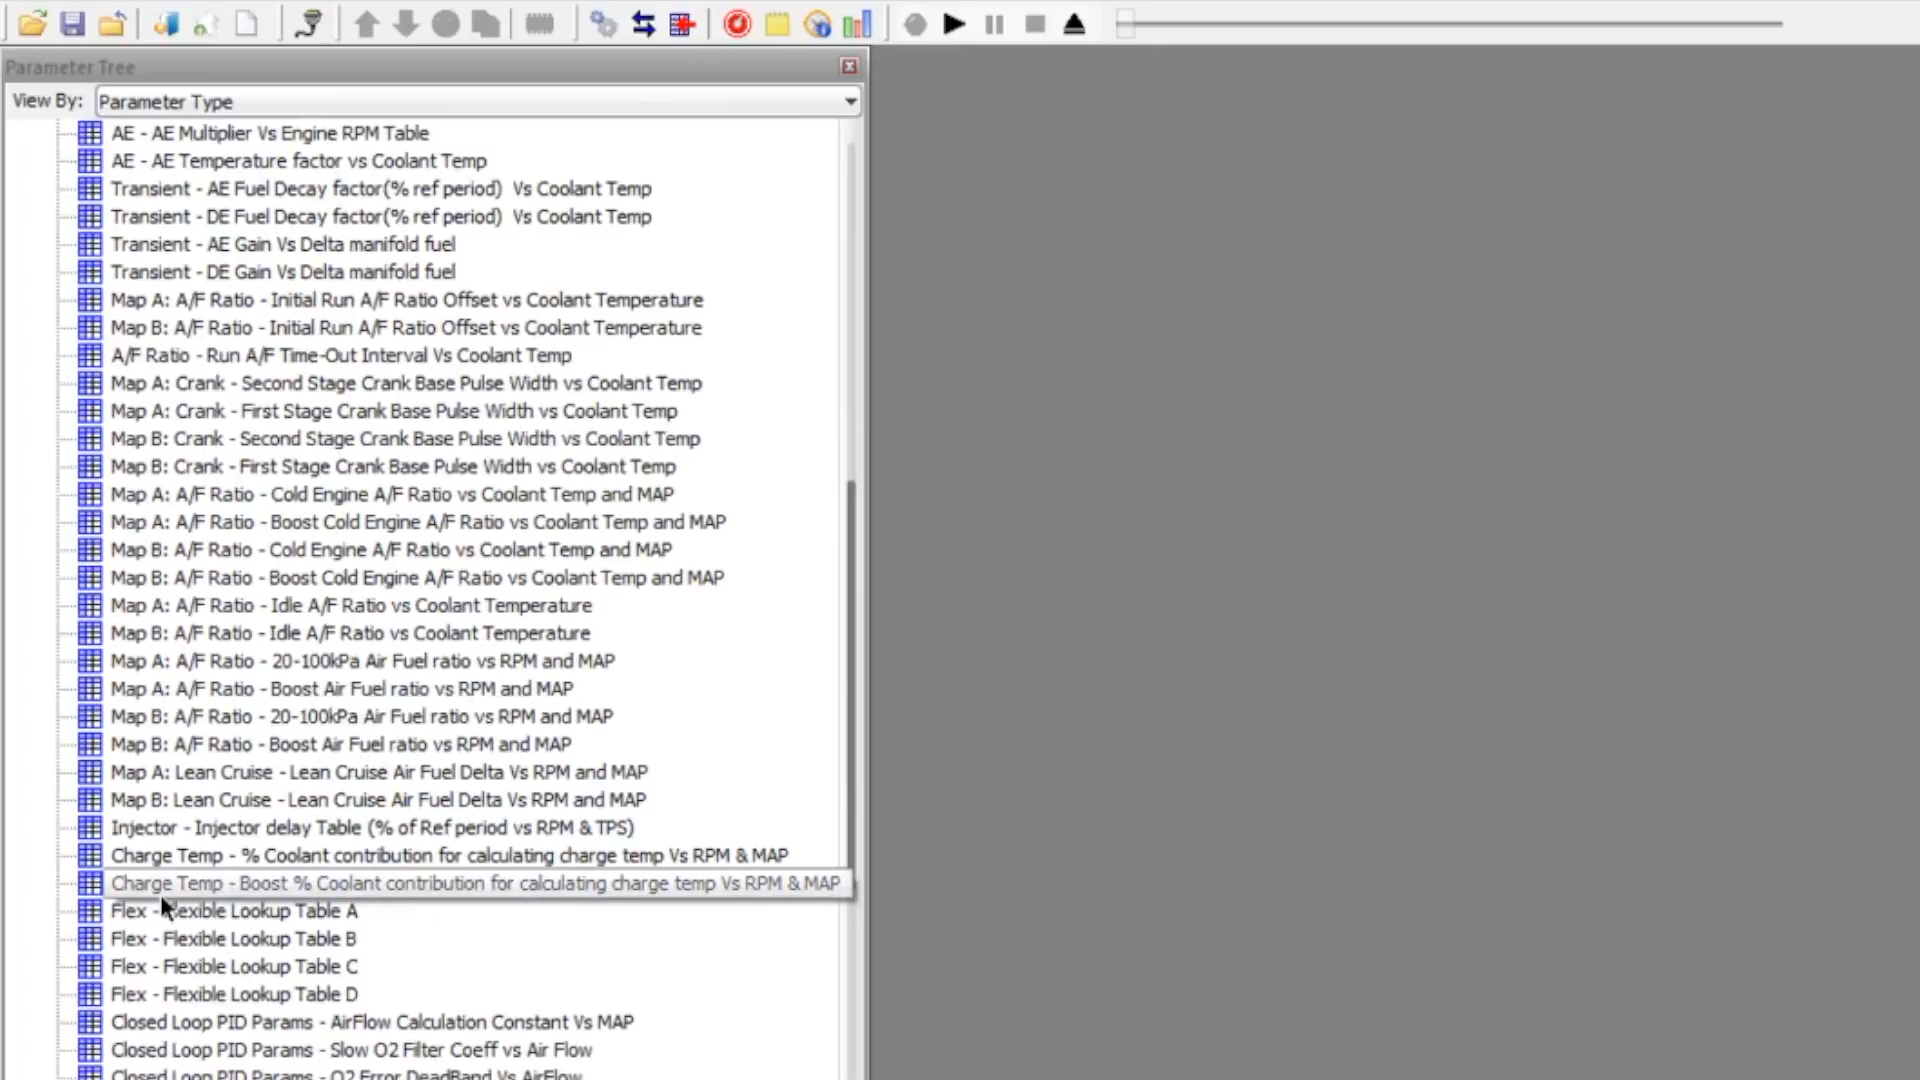 Parameter Tree
View By: Parameter Type
AE - AE Multiplier Vs Engine RPM Table
AE - AE Temperature factor vs Coolant Temp
Transient - AE Fuel Decay factor(% ref period)  Vs Coolant Temp
Transient - DE Fuel Decay factor(% ref period)  Vs Coolant Temp
Transient - AE Gain Vs Delta manifold fuel
Transient - DE Gain Vs Delta manifold fuel
Map A: A/F Ratio - Initial Run A/F Ratio Offset vs Coolant Temperature
Map B: A/F Ratio - Initial Run A/F Ratio Offset vs Coolant Temperature
A/F Ratio - Run A/F Time-Out Interval Vs Coolant Temp
Map A: Crank - Second Stage Crank Base Pulse Width vs Coolant Temp
Map A: Crank - First Stage Crank Base Pulse Width vs Coolant Temp
Map B: Crank - Second Stage Crank Base Pulse Width vs Coolant Temp
Map B: Crank - First Stage Crank Base Pulse Width vs Coolant Temp
Map A: A/F Ratio - Cold Engine A/F Ratio vs Coolant Temp and MAP
Map A: A/F Ratio - Boost Cold Engine A/F Ratio vs Coolant Temp and MAP
Map B: A/F Ratio - Cold Engine A/F Ratio vs Coolant Temp and MAP
Map B: A/F Ratio - Boost Cold Engine A/F Ratio vs Coolant Temp and MAP
Map A: A/F Ratio - Idle A/F Ratio vs Coolant Temperature
Map B: A/F Ratio - Idle A/F Ratio vs Coolant Temperature
Map A: A/F Ratio - 20-100kPa Air Fuel ratio vs RPM and MAP
Map A: A/F Ratio - Boost Air Fuel ratio vs RPM and MAP
Map B: A/F Ratio - 20-100kPa Air Fuel ratio vs RPM and MAP
Map B: A/F Ratio - Boost Air Fuel ratio vs RPM and MAP
Map A: Lean Cruise - Lean Cruise Air Fuel Delta Vs RPM and MAP
Map B: Lean Cruise - Lean Cruise Air Fuel Delta Vs RPM and MAP
Injector - Injector delay Table (% of Ref period vs RPM & TPS)
Charge Temp - % Coolant contribution for calculating charge temp Vs RPM & MAP
Charge Temp - Boost % Coolant contribution for calculating charge temp Vs RPM & MAP
Flex - Flexible Lookup Table A
Flex - Flexible Lookup Table B
Flex - Flexible Lookup Table C
Flex - Flexible Lookup Table D
Closed Loop PID Params - AirFlow Calculation Constant Vs MAP
Closed Loop PID Params - Slow O2 Filter Coeff vs Air Flow
Closed Loop PID Params - O2 Error DeadBand Vs AirFlow